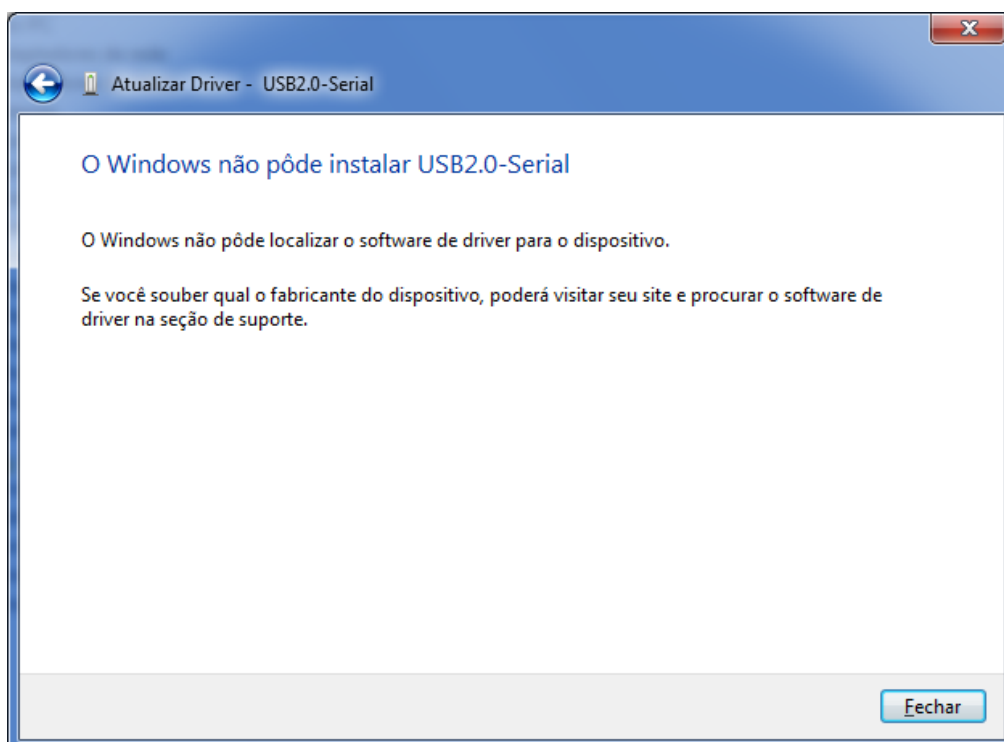 Atualizar Driver - USB2.0-Serial
O Windows não pôde instalar USB2.0-Serial
O Windows não pôde localizar o software de driver para o dispositivo.
Se você souber qual o fabricante do dispositivo, poderá visitar seu site e procurar o software de
driver na seção de suporte.
Fechar